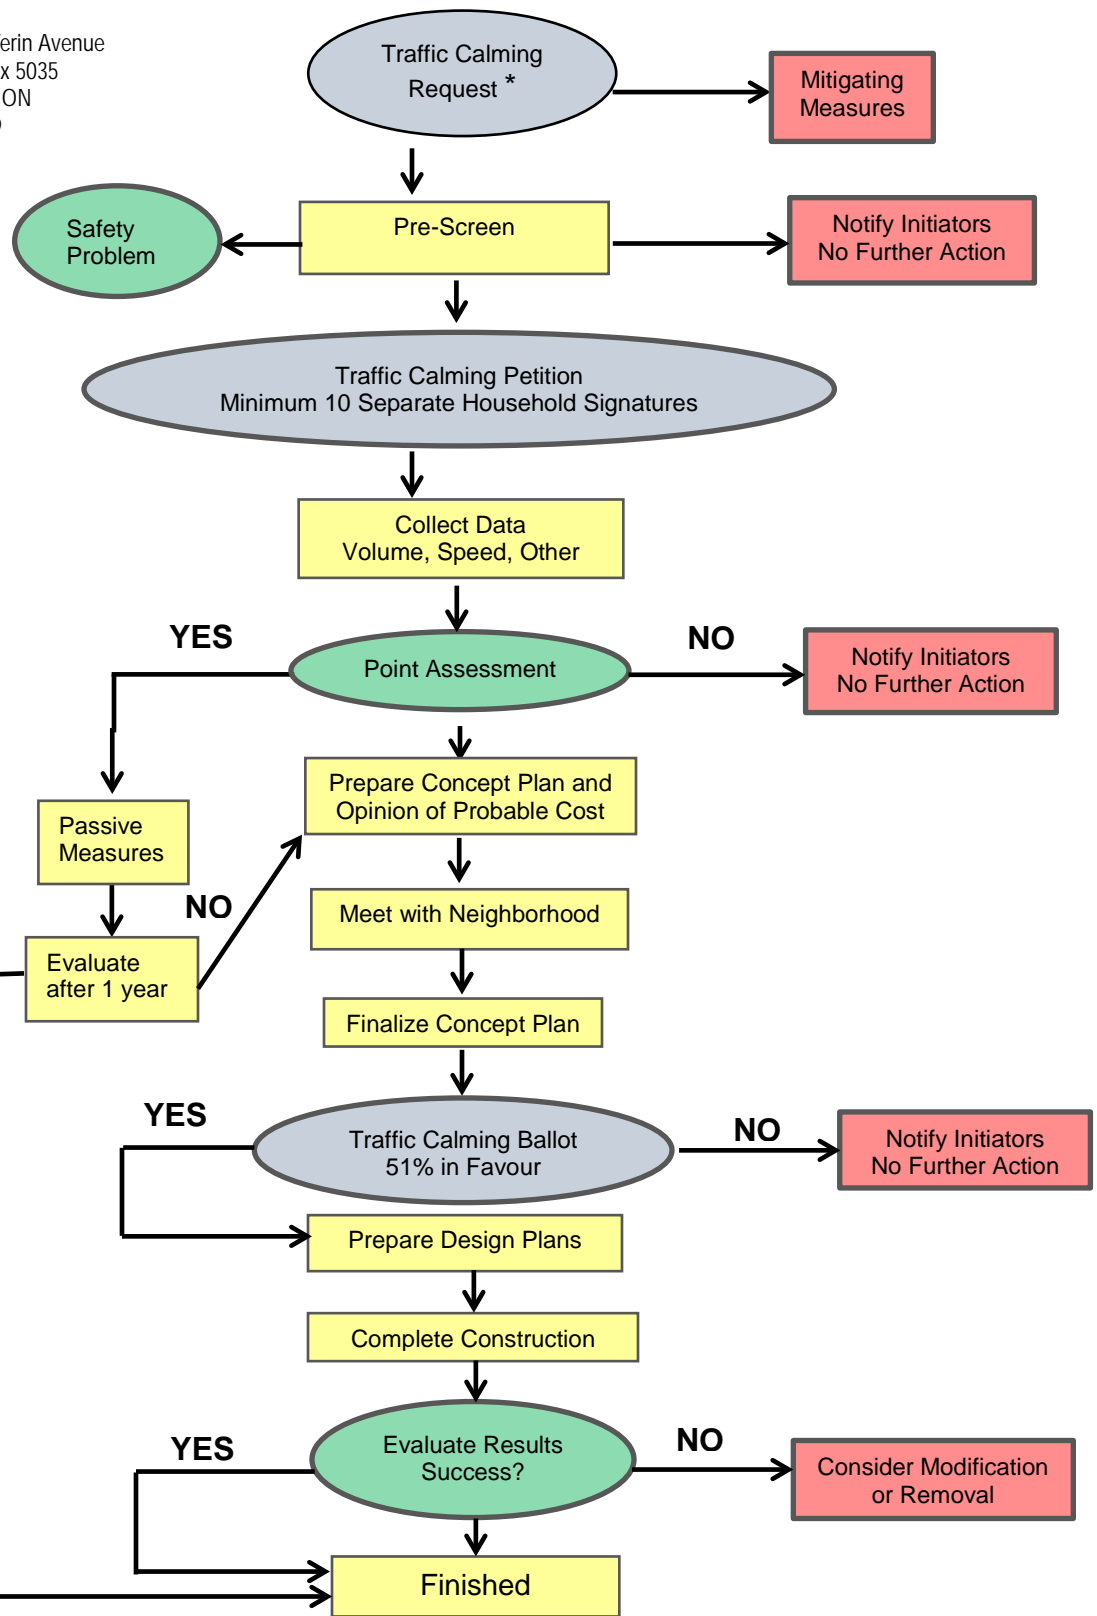 Avenue
x 5035
ON
Traffic Calming
Request *
Mitigating
Measures
Safety
Problem
Pre-Screen
Notify Initiators
No Further Action
Traffic Calming Petition
Minimum 10 Separate Household Signatures
Collect Data
Volume, Speed, Other
YES
Point Assessment
NO
Notify Initiators
No Further Action
Passive
Measures
Prepare Concept Plan and
Opinion of Probable Cost
NO
Meet with Neighborhood
Evaluate
after 1 year
Finalize Concept Plan
YES
Traffic Calming Ballot
51% in Favour
NO
Notify Initiators
No Further Action
Prepare Design Plans
Complete Construction
YES
Evaluate Results
Success?
NO
Consider Modification
or Removal
Finished